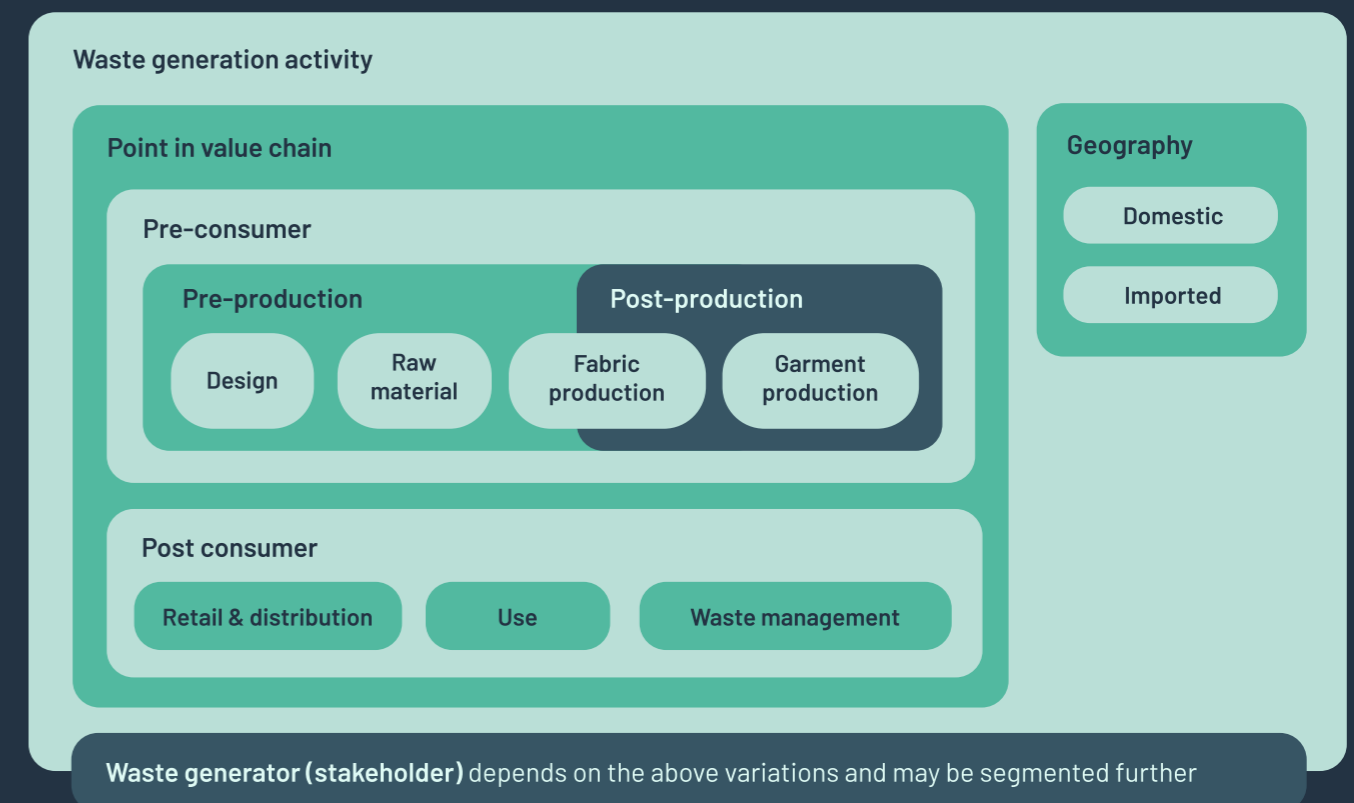 Waste generation activity
Point in value chain
Pre-consumer
Pre-production
Design
Raw
material
Fabric
production
Post-production
Garment
production
Post consumer
Retail & distribution
Use
Waste management
Geography
Domestic
Imported
Waste generator (stakeholder) depends on the above variations and may be segmented further